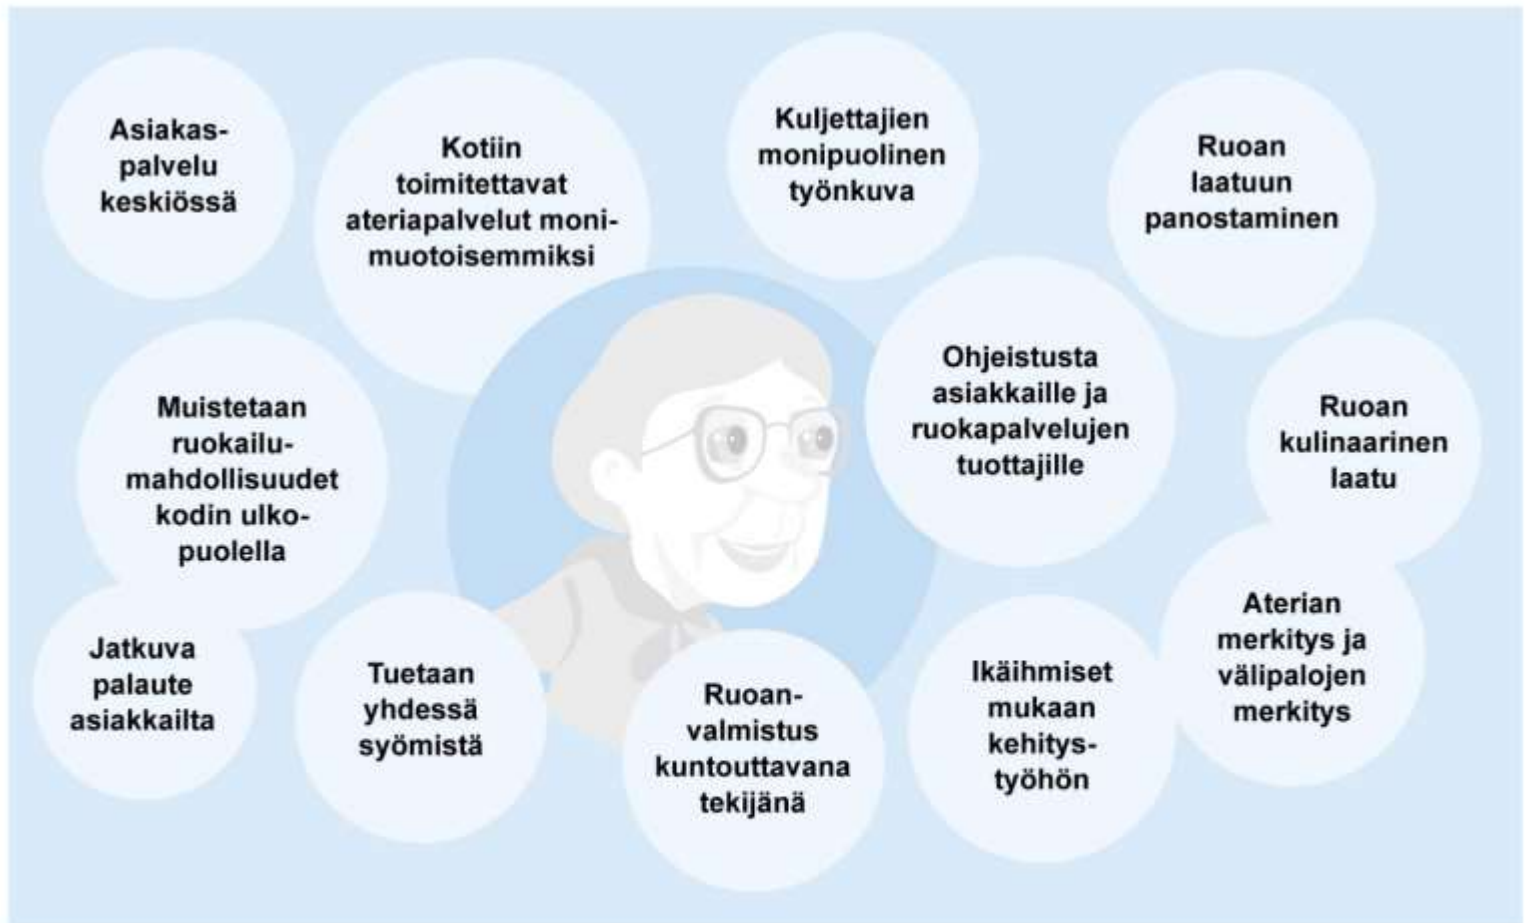 Asiakas-
palvelu
keskiössä
Kotiin
toimitettavat
ateriapalvelut moni-
muotoisemmiksi
Kuljettajien
monipuolinen
työnkuva
Ruoan
laatuun
panostaminen
Muistetaan
ruokailu-
mahdollisuudet
kodin ulko-
puolella
Ohjeistusta
asiakkaille ja
ruokapalvelujen
tuottajille
Ruoan
kulinaarinen
laatu
Jatkuva
palaute
asiakkailta
Tuetaan
yhdessä
syömistä
Ruoan-
valmistus
kuntouttavana
tekijänä
Ikäihmiset
mukaan
kehitys-
työhön
Aterian
merkitys ja
välipalojen
merkitys